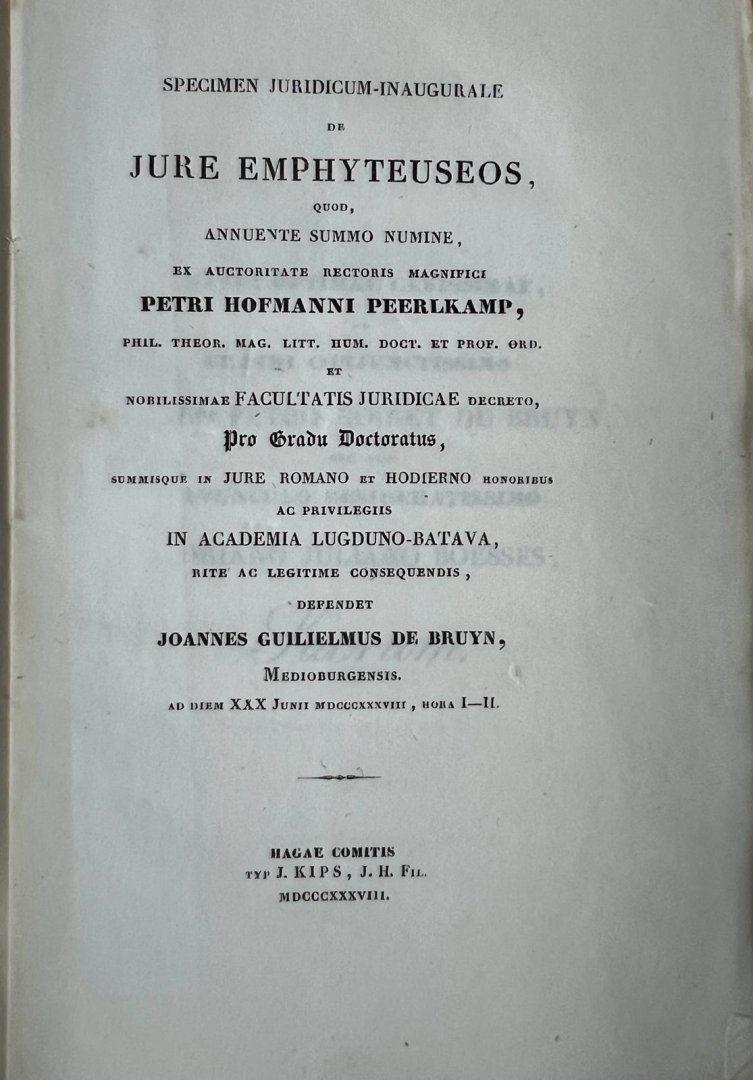 SPECIMEN JURIDICUM-INAUGURALE
DE
JURE EMPHYTEUSEOS,
QUOD,
ANNUENTE SUMMO NUMINE,
EX AUCTORITATE RECTORIS MAGNIFICI
PETRI HOFMANNI PEERLKAMP,
PHIL. THEOR. MAG. LITT. HUM. DOCT. ET PROF. ORD.
ET
NOBILISSIMAE FACULTATIS JURIDICAE DECRETO,
Pro Gradu Doctoratus,
SUMMISQUE IN JURE ROMANO ET HODIERNO HONORIBUS
AC PRIVILEGIIS
IN ACADEMIA LUGDUNO-BATAVA,
RITE AC LEGITIME CONSEQUENDIS,
DEFENDET
JOANNES GUILIELMUS DE BRUYN,
MEDIOBURGENSIS.
AD DIEM XXX JUNII MDCCCXXXVIII, HORA I—II.
HAGAE COMITIS
TYP J. KIPS, J. H. FIL.
MDCCCXXXVIII.